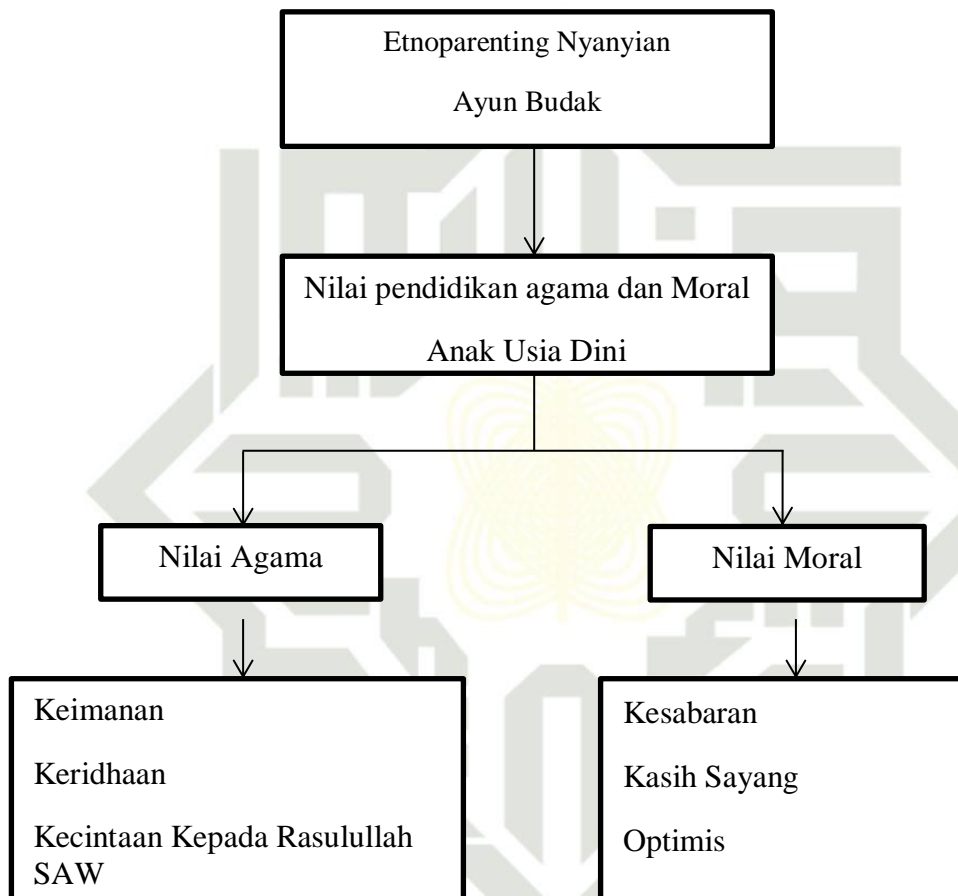 Etnoparenting Nyanyian
Ayun Budak
Nilai pendidikan agama dan Moral
Anak Usia Dini
Nilai Agama
Nilai Moral
Keimanan
Keridhaan
Kecintaan Kepada Rasulullah
SAW
Kesabaran
Kasih Sayang
Optimis